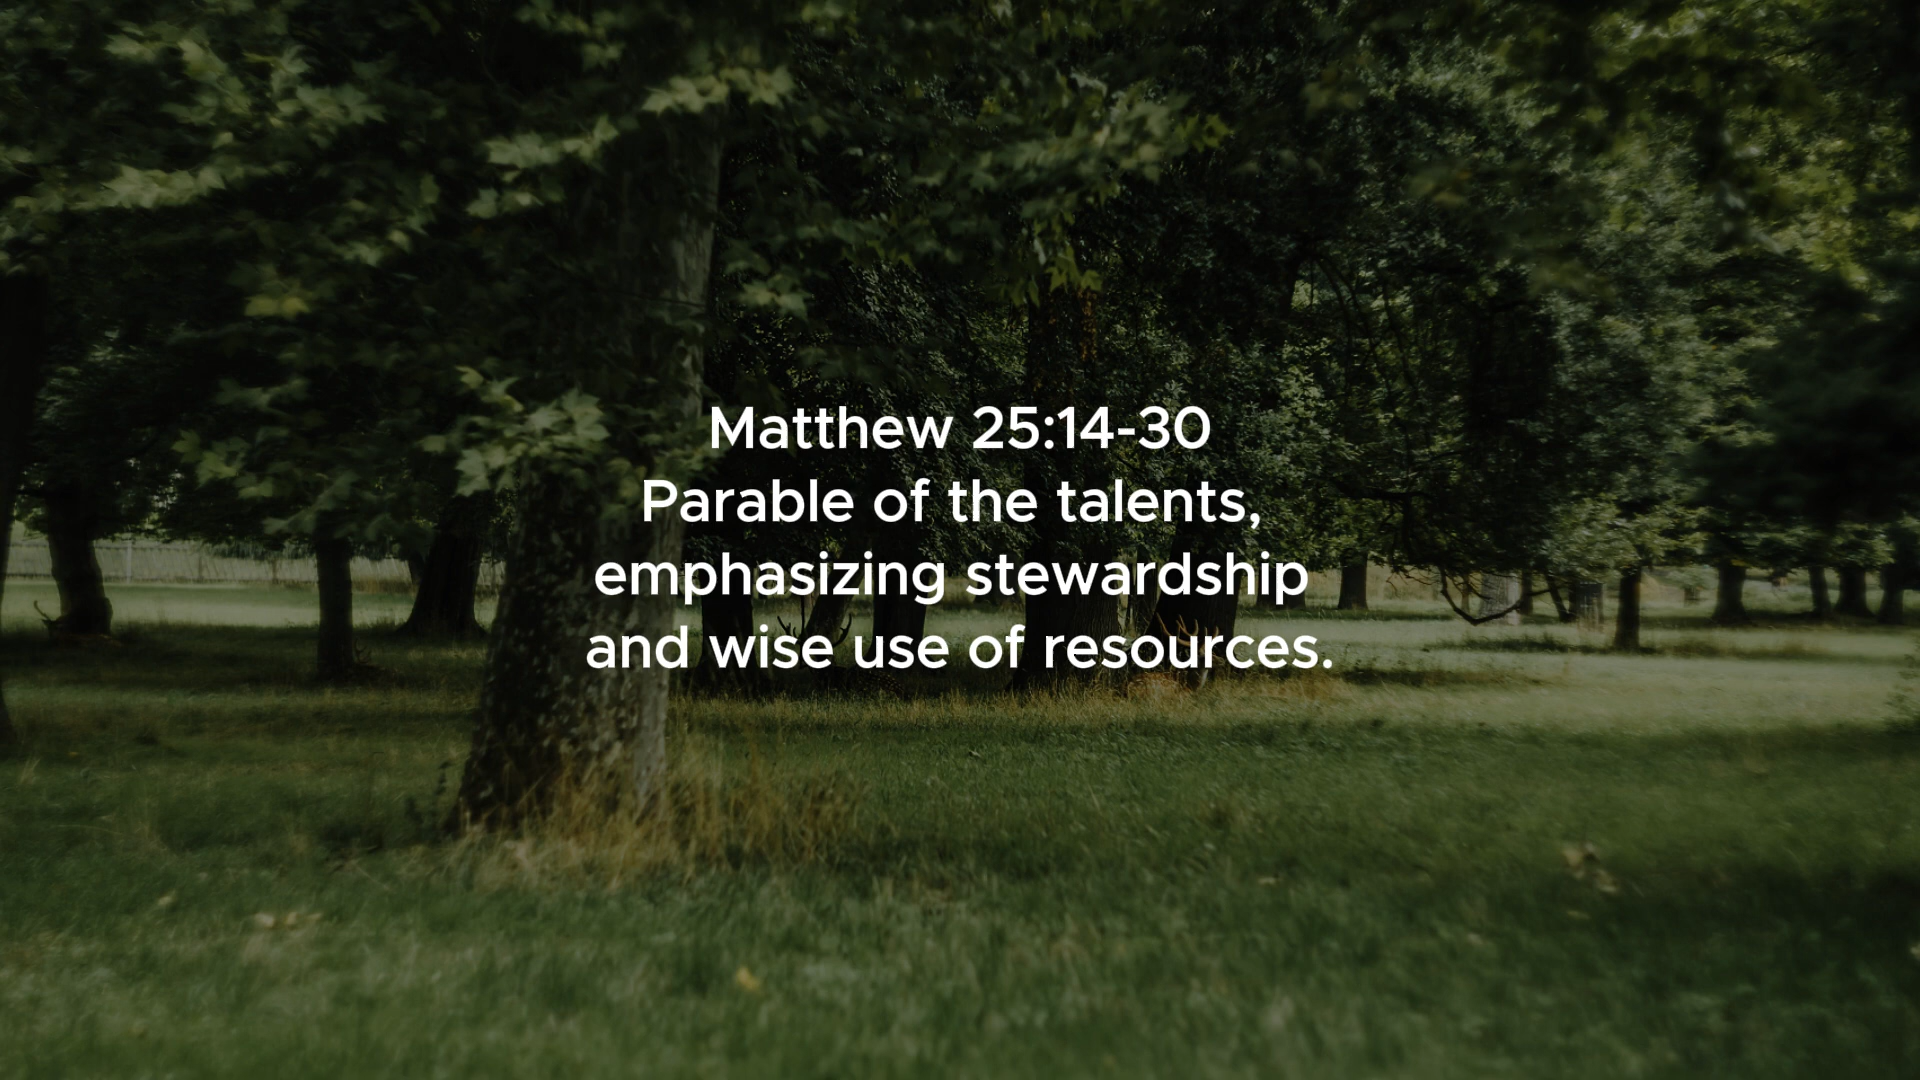 Matthew 25:14-30
Parable of the talents,
emphasizing stewardship
and wise use of resources.